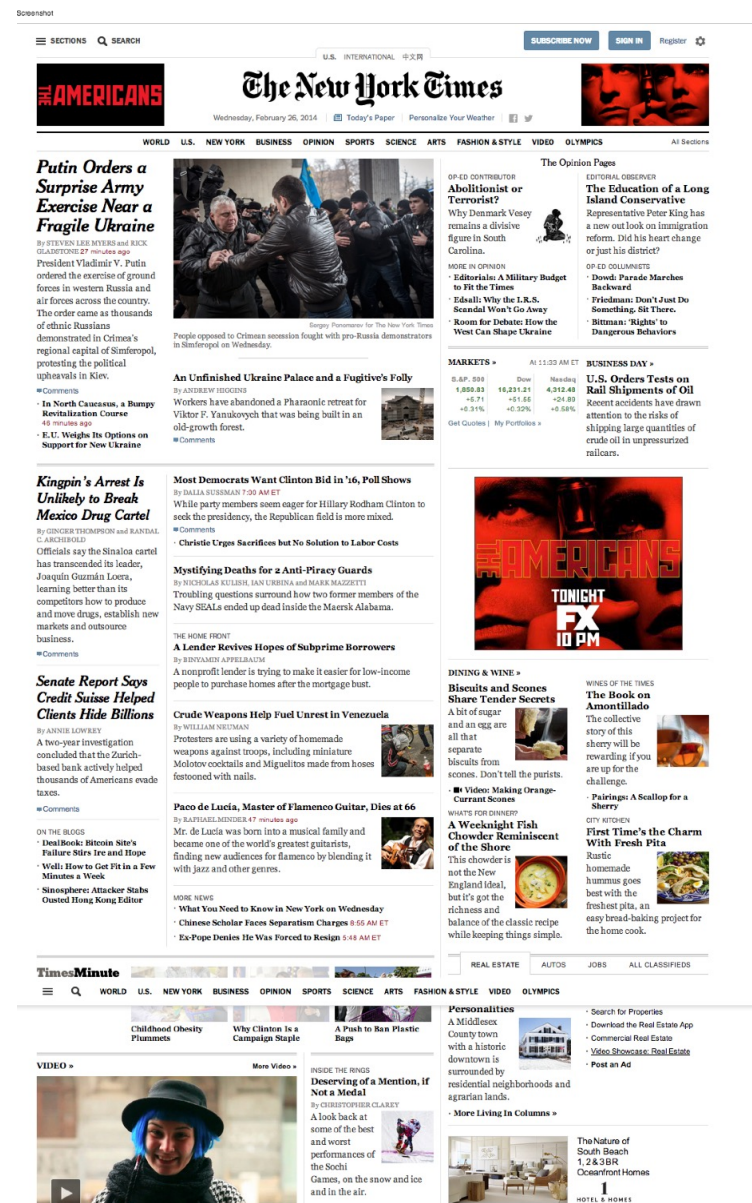 Screenshot
SECTIONS SEARCH
SUBSCRIBE NOW SIGN IN Register
U.S. INTERNATIONAL 中文网
THE AMERICANS
The New York Times
Wednesday, February 26, 2014 Today's Paper Personalize Your Weather
WORLD U.S. NEW YORK BUSINESS OPINION SPORTS SCIENCE ARTS FASHION & STYLE VIDEO OLYMPICS All Sections
Putin Orders a
Surprise Army
Exercise Near a
Fragile Ukraine
By STEVEN LEE MYERS and RICK
GLADSTONE 27 minutes ago
President Vladimir V. Putin
ordered the exercise of ground
forces in western Russia and
air forces across the country.
The order came as thousands
of ethnic Russians
demonstrated in Crimea's
regional capital of Simferopol,
protesting the political
upheavals in Kiev.
Comments
· In North Caucasus, a Bumpy
Revitalization Course
46 minutes ago
· E.U. Weighs Its Options on
Support for New Ukraine
Sergey Ponomarev for The New York Times
People opposed to Crimean secession fought with pro-Russia demonstrators
in Simferopol on Wednesday.
An Unfinished Ukraine Palace and a Fugitive's Folly
By ANDREW HIGGINS
Workers have abandoned a Pharaonic retreat for
Viktor F. Yanukovych that was being built in an
old-growth forest.
Comments
The Opinion Pages
OP-ED CONTRIBUTOR
Abolitionist or
Terrorist?
Why Denmark Vesey
remains a divisive
figure in South
Carolina.
MORE IN OPINION
· Editorials: A Military Budget
to Fit the Times
· Edsall: Why the I.R.S.
Scandal Won't Go Away
· Room for Debate: How the
West Can Shape Ukraine
EDITORIAL OBSERVER
The Education of a Long
Island Conservative
Representative Peter King has
a new out look on immigration
reform. Did his heart change
or just his district?
OP-ED COLUMNISTS
· Dowd: Parade Marches
Backward
· Friedman: Don't Just Do
Something. Sit There.
· Bittman: 'Rights' to
Dangerous Behaviors
MARKETS » At 11:33 AM ET
S.&P. 500 Dow Nasdaq
1,850.83 16,231.21 4,312.48
+5.71 +51.55 +24.89
+0.31% +0.32% +0.58%
Get Quotes | My Portfolios »
BUSINESS DAY »
U.S. Orders Tests on
Rail Shipments of Oil
Recent accidents have drawn
attention to the risks of
shipping large quantities of
crude oil in unpressurized
railcars.
Kingpin's Arrest Is
Unlikely to Break
Mexico Drug Cartel
By GINGER THOMPSON and RANDAL
C. ARCHIBOLD
Officials say the Sinaloa cartel
has transcended its leader,
Joaquín Guzmán Loera,
learning better than its
competitors how to produce
and move drugs, establish new
markets and outsource
business.
Comments
Senate Report Says
Credit Suisse Helped
Clients Hide Billions
By ANNIE LOWREY
A two-year investigation
concluded that the Zurich-
based bank actively helped
thousands of Americans evade
taxes.
Comments
ON THE BLOGS
· DealBook: Bitcoin Site's
Failure Stirs Ire and Hope
· Well: How to Get Fit in a Few
Minutes a Week
· Sinosphere: Attacker Stabs
Ousted Hong Kong Editor
Most Democrats Want Clinton Bid in '16, Poll Shows
By DALIA SUSSMAN 7:00 AM ET
While party members seem eager for Hillary Rodham Clinton to
seek the presidency, the Republican field is more mixed.
Comments
· Christie Urges Sacrifices but No Solution to Labor Costs
Mystifying Deaths for 2 Anti-Piracy Guards
By NICHOLAS KULISH, IAN URBINA and MARK MAZZETTI
Troubling questions surround how two former members of the
Navy SEALs ended up dead inside the Maersk Alabama.
THE HOME FRONT
A Lender Revives Hopes of Subprime Borrowers
By BINYAMIN APPELBAUM
A nonprofit lender is trying to make it easier for low-income
people to purchase homes after the mortgage bust.
Crude Weapons Help Fuel Unrest in Venezuela
By WILLIAM NEUMAN
Protesters are using a variety of homemade
weapons against troops, including miniature
Molotov cocktails and Miguelitos made from hoses
festooned with nails.
Paco de Lucía, Master of Flamenco Guitar, Dies at 66
By RAPHAEL MINDER 47 minutes ago
Mr. de Lucía was born into a musical family and
became one of the world's greatest guitarists,
finding new audiences for flamenco by blending it
with jazz and other genres.
MORE NEWS
· What You Need to Know in New York on Wednesday
· Chinese Scholar Faces Separatism Charges 8:55 AM ET
· Ex-Pope Denies He Was Forced to Resign 5:48 AM ET
THE AMERICANS
TONIGHT
FX
10 PM
DINING & WINE »
Biscuits and Scones
Share Tender Secrets
A bit of sugar
and an egg are
all that
separate
biscuits from
scones. Don't tell the purists.
· Video: Making Orange-
Currant Scones
WHAT'S FOR DINNER?
A Weeknight Fish
Chowder Reminiscent
of the Shore
This chowder is
not the New
England ideal,
but it's got the
richness and
balance of the classic recipe
while keeping things simple.
WINES OF THE TIMES
The Book on
Amontillado
The collective
story of this
sherry will be
rewarding if you
are up for the
challenge.
· Pairings: A Scallop for a
Sherry
CITY KITCHEN
First Time's the Charm
With Fresh Pita
Rustic
homemade
hummus goes
best with the
freshest pita, an
easy bread-baking project for
the home cook.
REAL ESTATE AUTOS JOBS ALL CLASSIFIEDS
TimesMinute
WORLD U.S. NEW YORK BUSINESS OPINION SPORTS SCIENCE ARTS FASHION & STYLE VIDEO OLYMPICS
Childhood Obesity
Plummets
Why Clinton Is a
Campaign Staple
A Push to Ban Plastic
Bags
VIDEO » More Video »
INSIDE THE RINGS
Deserving of a Mention, if
Not a Medal
By CHRISTOPHER CLAREY
A look back at
some of the best
and worst
performances of
the Sochi
Games, on the snow and ice
and in the air.
Personalities
A Middlesex
County town
with a historic
downtown is
surrounded by
residential neighborhoods and
agrarian lands.
· More Living In Columns »
· Search for Properties
· Download the Real Estate App
· Commercial Real Estate
· Video Showcase: Real Estate
· Post an Ad
The Nature of
South Beach
1, 2 & 3 BR
Oceanfront Homes
1
HOTEL & HOMES